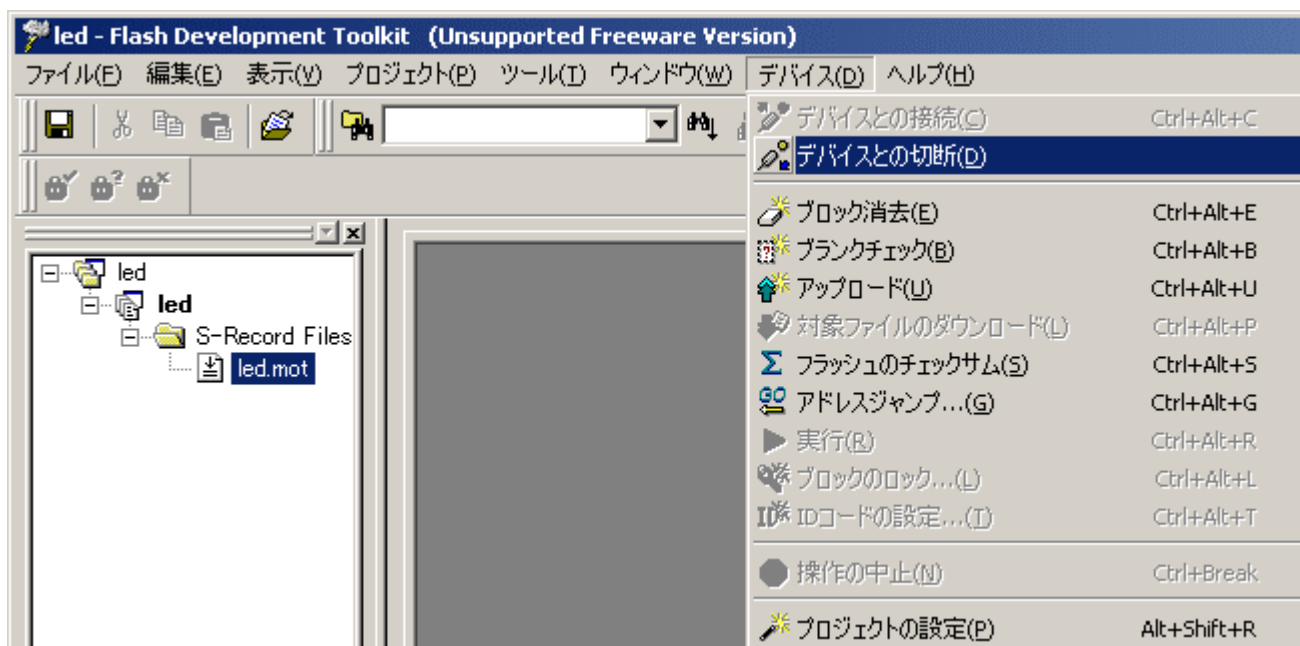 led - Flash Development Toolkit (Unsupported Freeware Version)
ファイル(F) 編集(E) 表示(V) プロジェクト(P) ツール(T) ウィンドウ(W) デバイス(D) ヘルプ(H)
デバイスとの接続(C) Ctrl+Alt+C
デバイスとの切断(D)
ブロック消去(E) Ctrl+Alt+E
ブランクチェック(B) Ctrl+Alt+B
アップロード(U) Ctrl+Alt+U
対象ファイルのダウンロード(L) Ctrl+Alt+P
フラッシュのチェックサム(S) Ctrl+Alt+S
GO アドレスジャンプ...(G) Ctrl+Alt+G
実行(R) Ctrl+Alt+R
ブロックのロック...(L) Ctrl+Alt+L
ID IDコードの設定...(T) Ctrl+Alt+T
操作の中止(N) Ctrl+Break
プロジェクトの設定(P) Alt+Shift+R
led
led
S-Record Files
led.mot